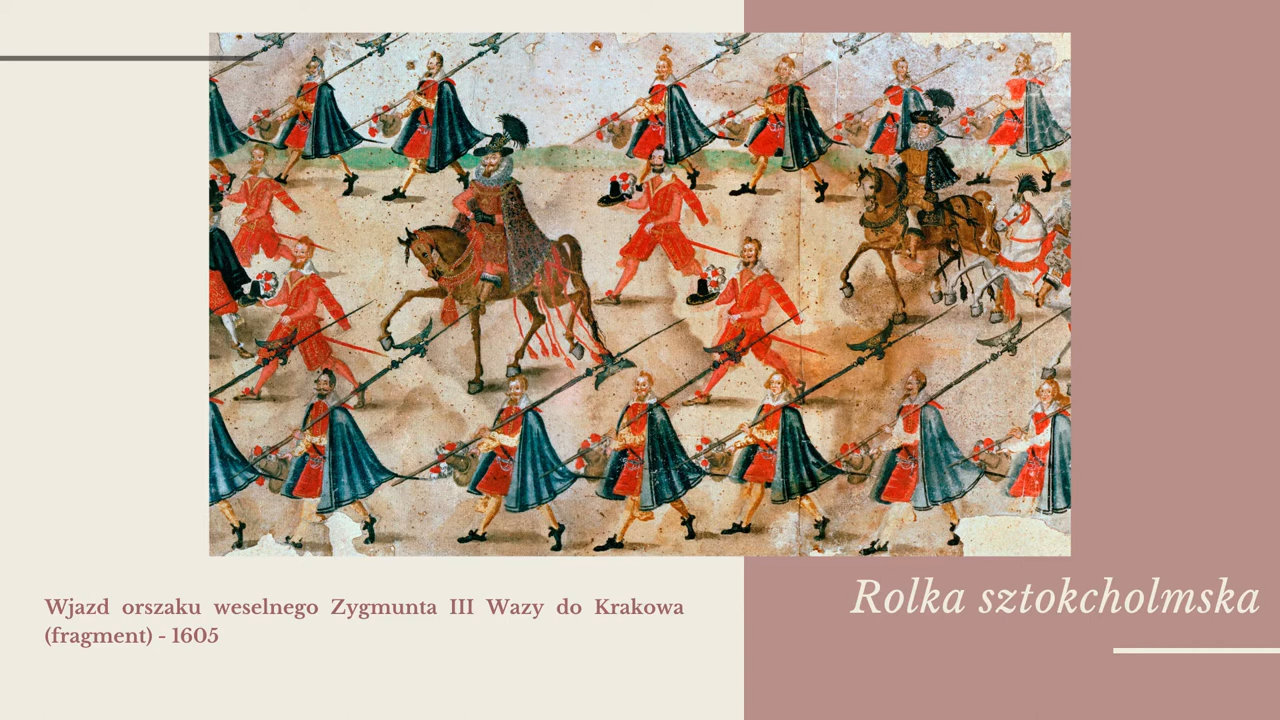 Wjazd orszaku weselnego Zygmunta III Wazy do Krakowa
(fragment) - 1605
Rolka sztokcholmska